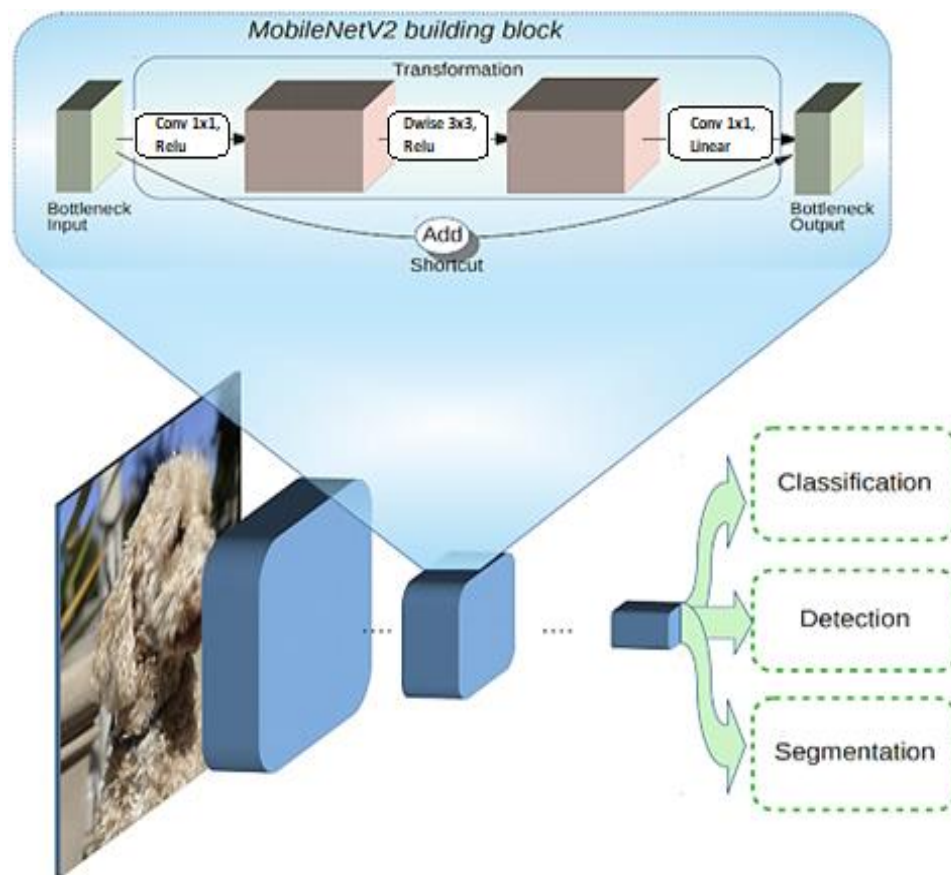 MobileNetV2 building block
Transformation
Conv 1x1,
Relu
Dwise 3x3,
Relu
Conv 1x1,
Linear
Bottleneck
Input
Bottleneck
Output
Add
Shortcut
Classification
Detection
Segmentation